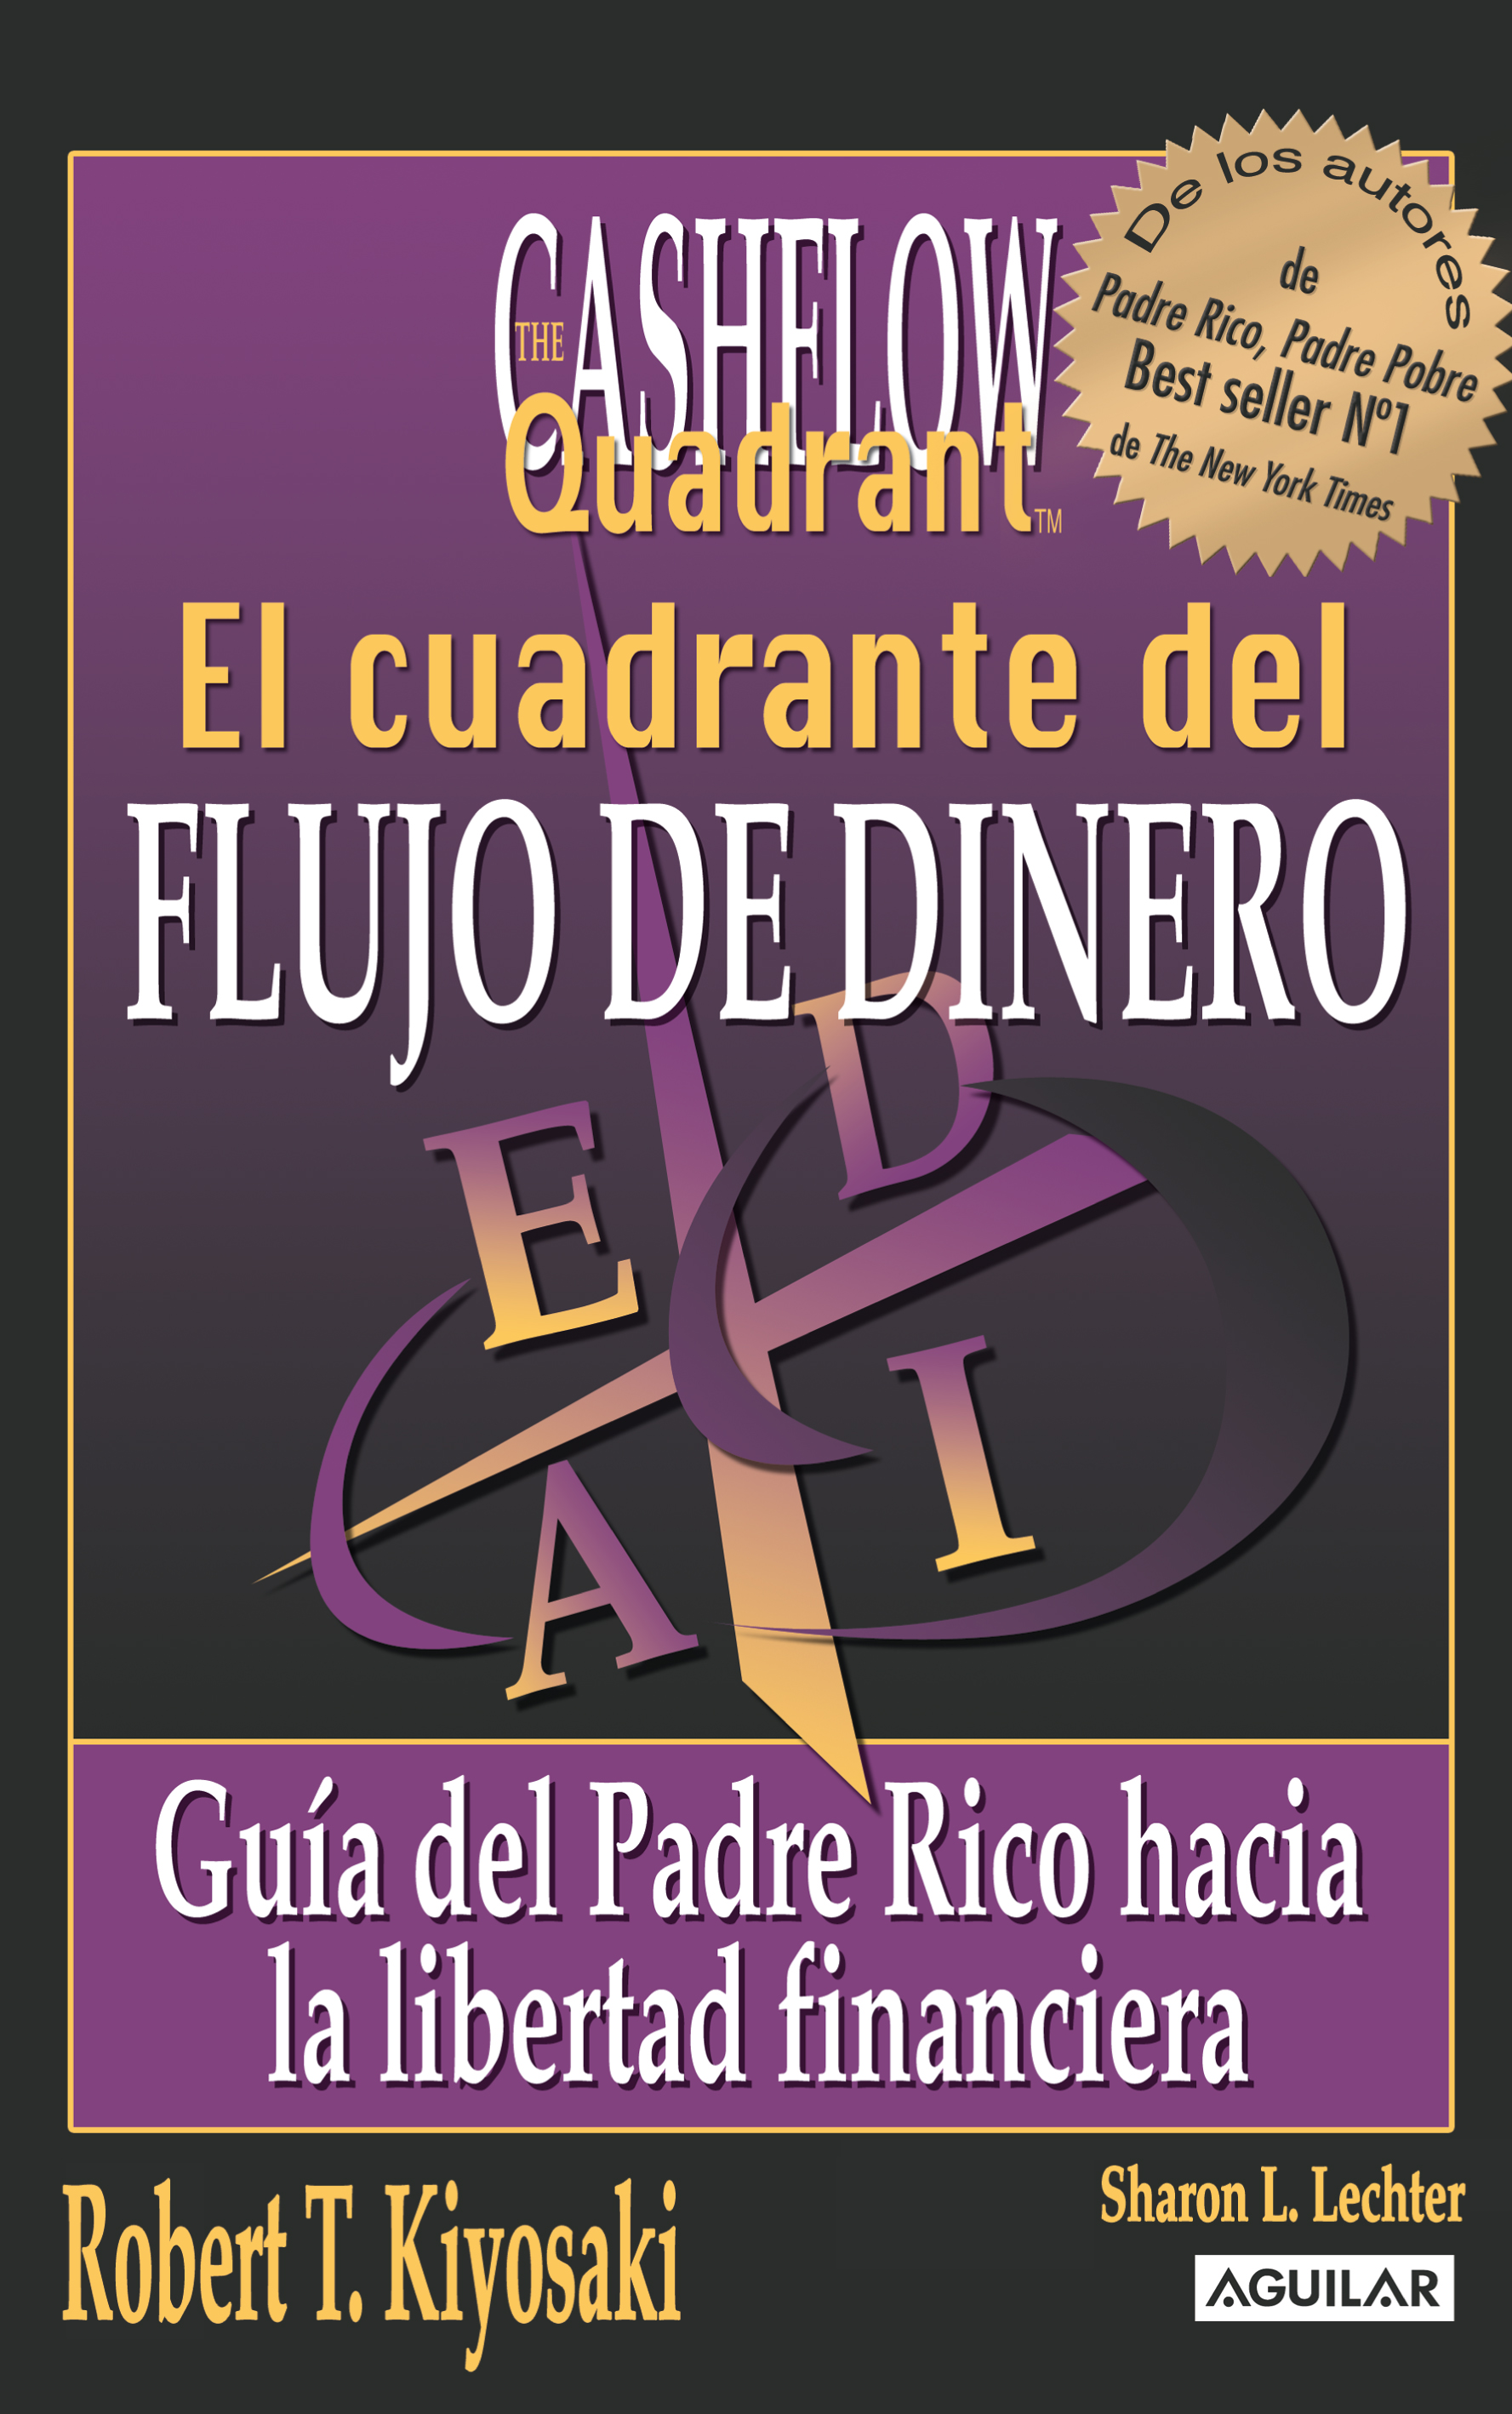 THE
CASHFLOW
Quadrant™
De los autores
de
Padre Rico, Padre Pobre
Best seller Nº1
de The New York Times
El cuadrante del
FLUJO DE DINERO
E D
A I
Guía del Padre Rico hacia
la libertad financiera
Robert T. Kiyosaki
Sharon L. Lechter
AGUILAR